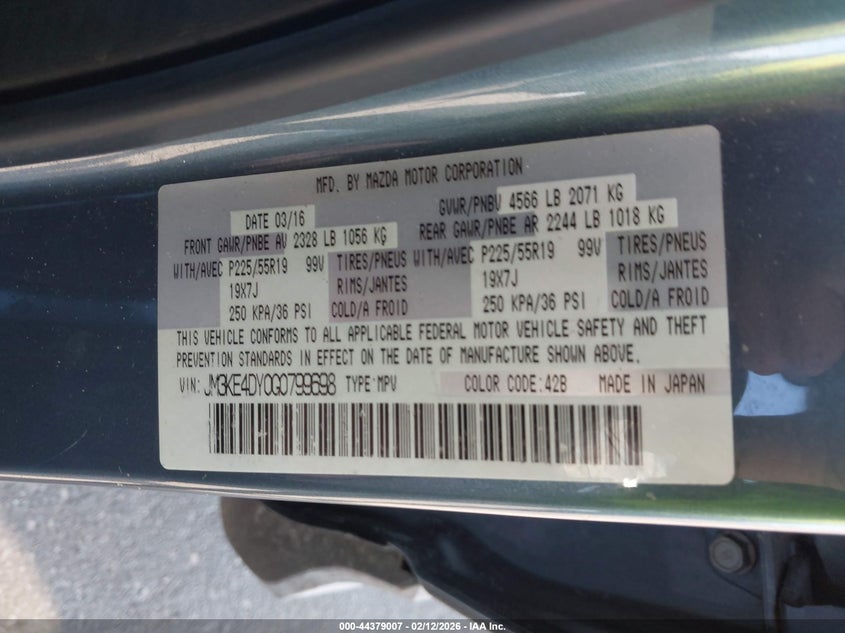 MFD. BY MAZDA MOTOR CORPORATION
DATE 03/16 GVWR/PNBV 4566 LB 2071 KG
FRONT GAWR/PNBE AV 2328 LB 1056 KG REAR GAWR/PNBE AR 2244 LB 1018 KG
WITH/AVEC P225/55R19 99V TIRES/PNEUS WITH/AVEC P225/55R19 99V TIRES/PNEUS
19X7J RIMS/JANTES 19X7J RIMS/JANTES
250 KPA/36 PSI COLD/A FROID 250 KPA/36 PSI COLD/A FROID
THIS VEHICLE CONFORMS TO ALL APPLICABLE FEDERAL MOTOR VEHICLE SAFETY AND THEFT
PREVENTION STANDARDS IN EFFECT ON THE DATE OF MANUFACTURE SHOWN ABOVE.
VIN: JM3KE4DY0G0799698 TYPE:MPV COLOR CODE:42B MADE IN JAPAN
000-44379007 - 02/12/2026 - IAA Inc.